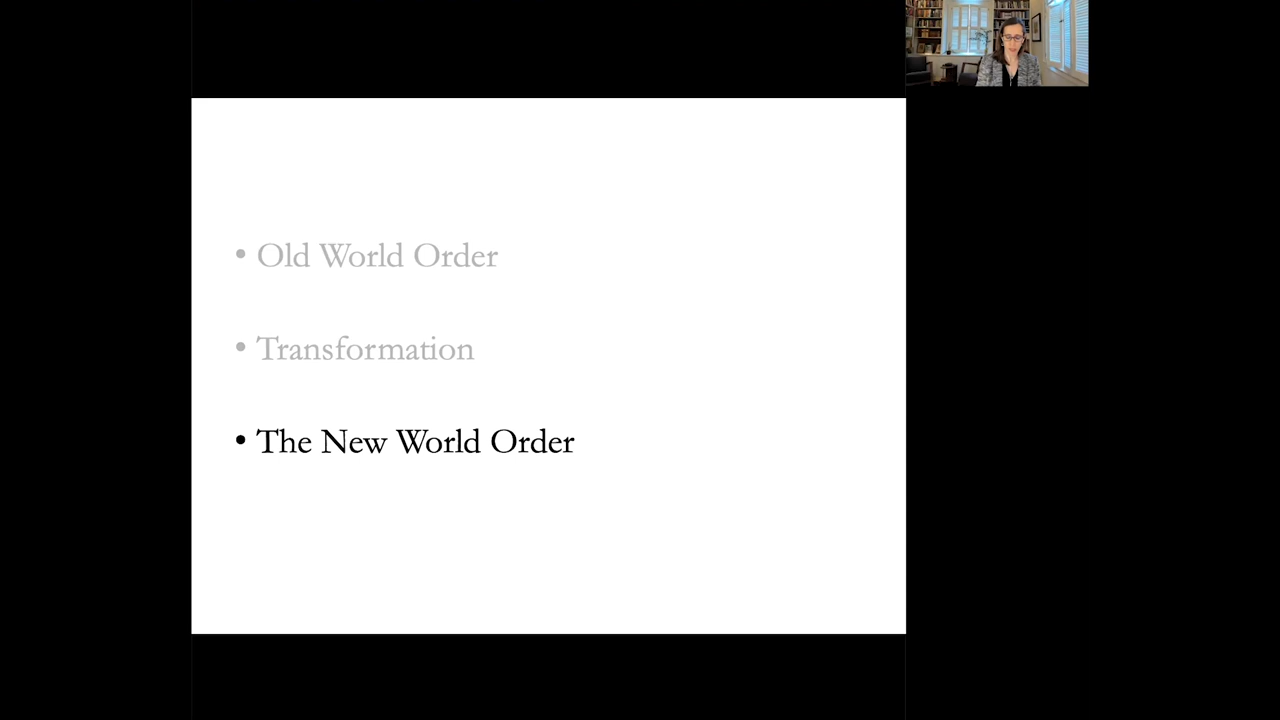 • Old World Order
• Transformation
• The New World Order